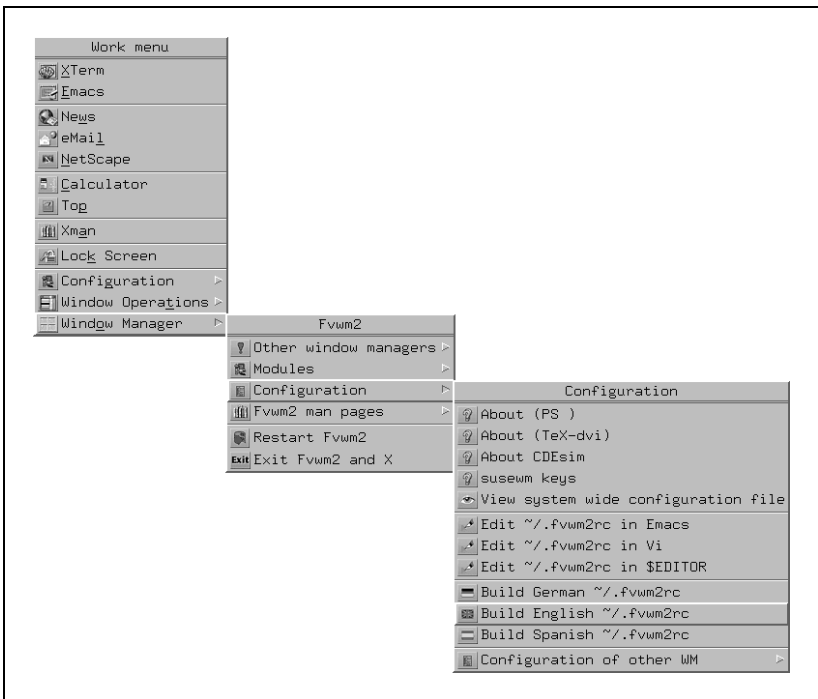 Work menu
XTerm
Emacs
News
eMail
NetScape
Calculator
Top
Xman
Lock Screen
Configuration
Window Operations
Window Manager
Fvwm2
Other window managers
Modules
Configuration
Fvwm2 man pages
Restart Fvwm2
Exit Exit Fvwm2 and X
Configuration
About (PS )
About (TeX-dvi)
About CDEsim
susewm keys
View system wide configuration file
Edit ~/.fvwm2rc in Emacs
Edit ~/.fvwm2rc in Vi
Edit ~/.fvwm2rc in $EDITOR
Build German ~/.fvwm2rc
Build English ~/.fvwm2rc
Build Spanish ~/.fvwm2rc
Configuration of other WM